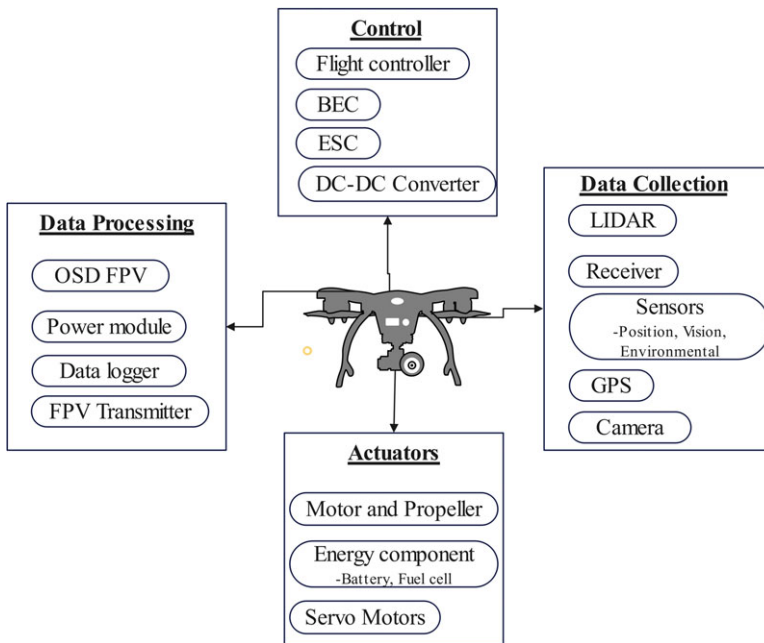 Control
Flight controller
BEC
ESC
DC-DC Converter
Data Processing
OSD FPV
Power module
Data logger
FPV Transmitter
Data Collection
LIDAR
Receiver
Sensors
-Position, Vision,
Environmental
GPS
Camera
Actuators
Motor and Propeller
Energy component
-Battery, Fuel cell
Servo Motors